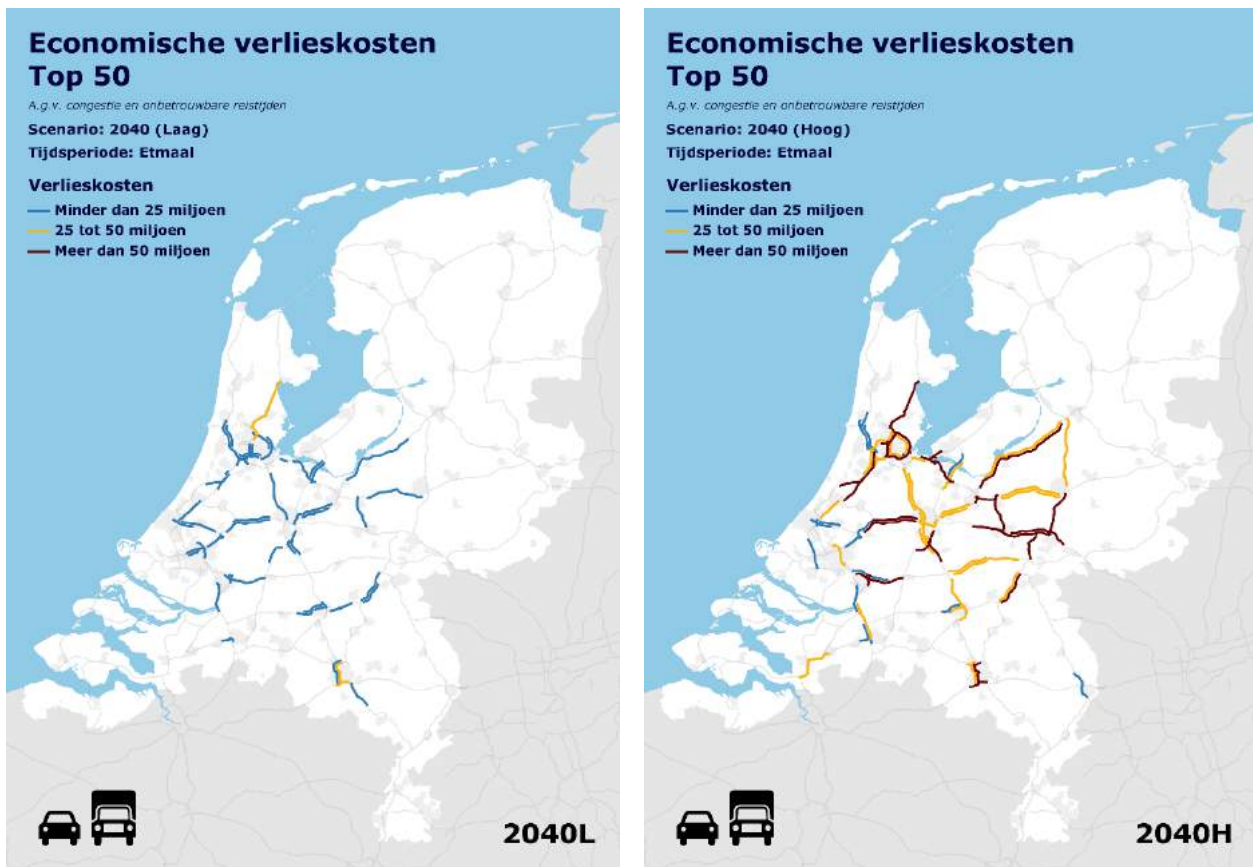 Economische verlieskosten
Top 50
A.g.v. congestie en onbetrouwbare reistijden
Scenario: 2040 (Laag)
Tijdsperiode: Etmaal
Verlieskosten
Minder dan 25 miljoen
25 tot 50 miljoen
Meer dan 50 miljoen
2040L
Economische verlieskosten
Top 50
A.g.v. congestie en onbetrouwbare reistijden
Scenario: 2040 (Hoog)
Tijdsperiode: Etmaal
Verlieskosten
Minder dan 25 miljoen
25 tot 50 miljoen
Meer dan 50 miljoen
2040H